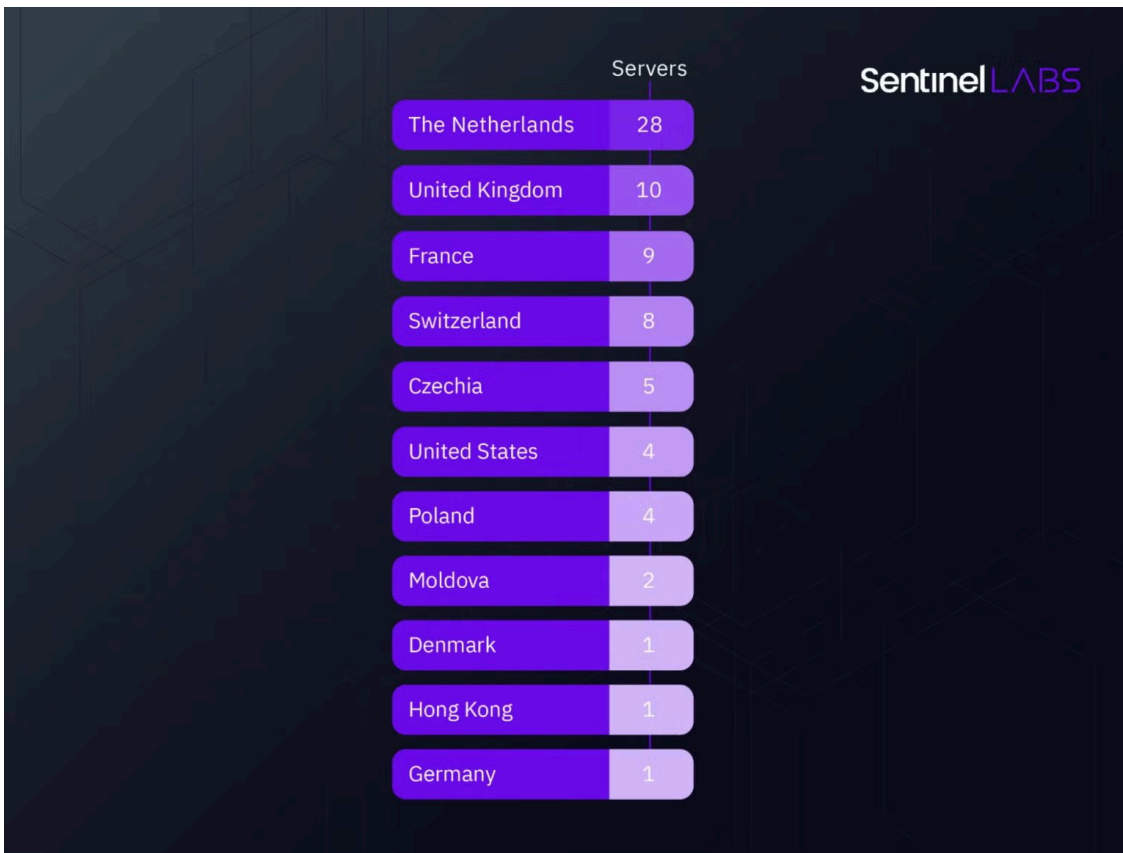 Servers
SentinelLABS
The Netherlands 28
United Kingdom 10
France 9
Switzerland 8
Czechia 5
United States 4
Poland 4
Moldova 2
Denmark 1
Hong Kong 1
Germany 1